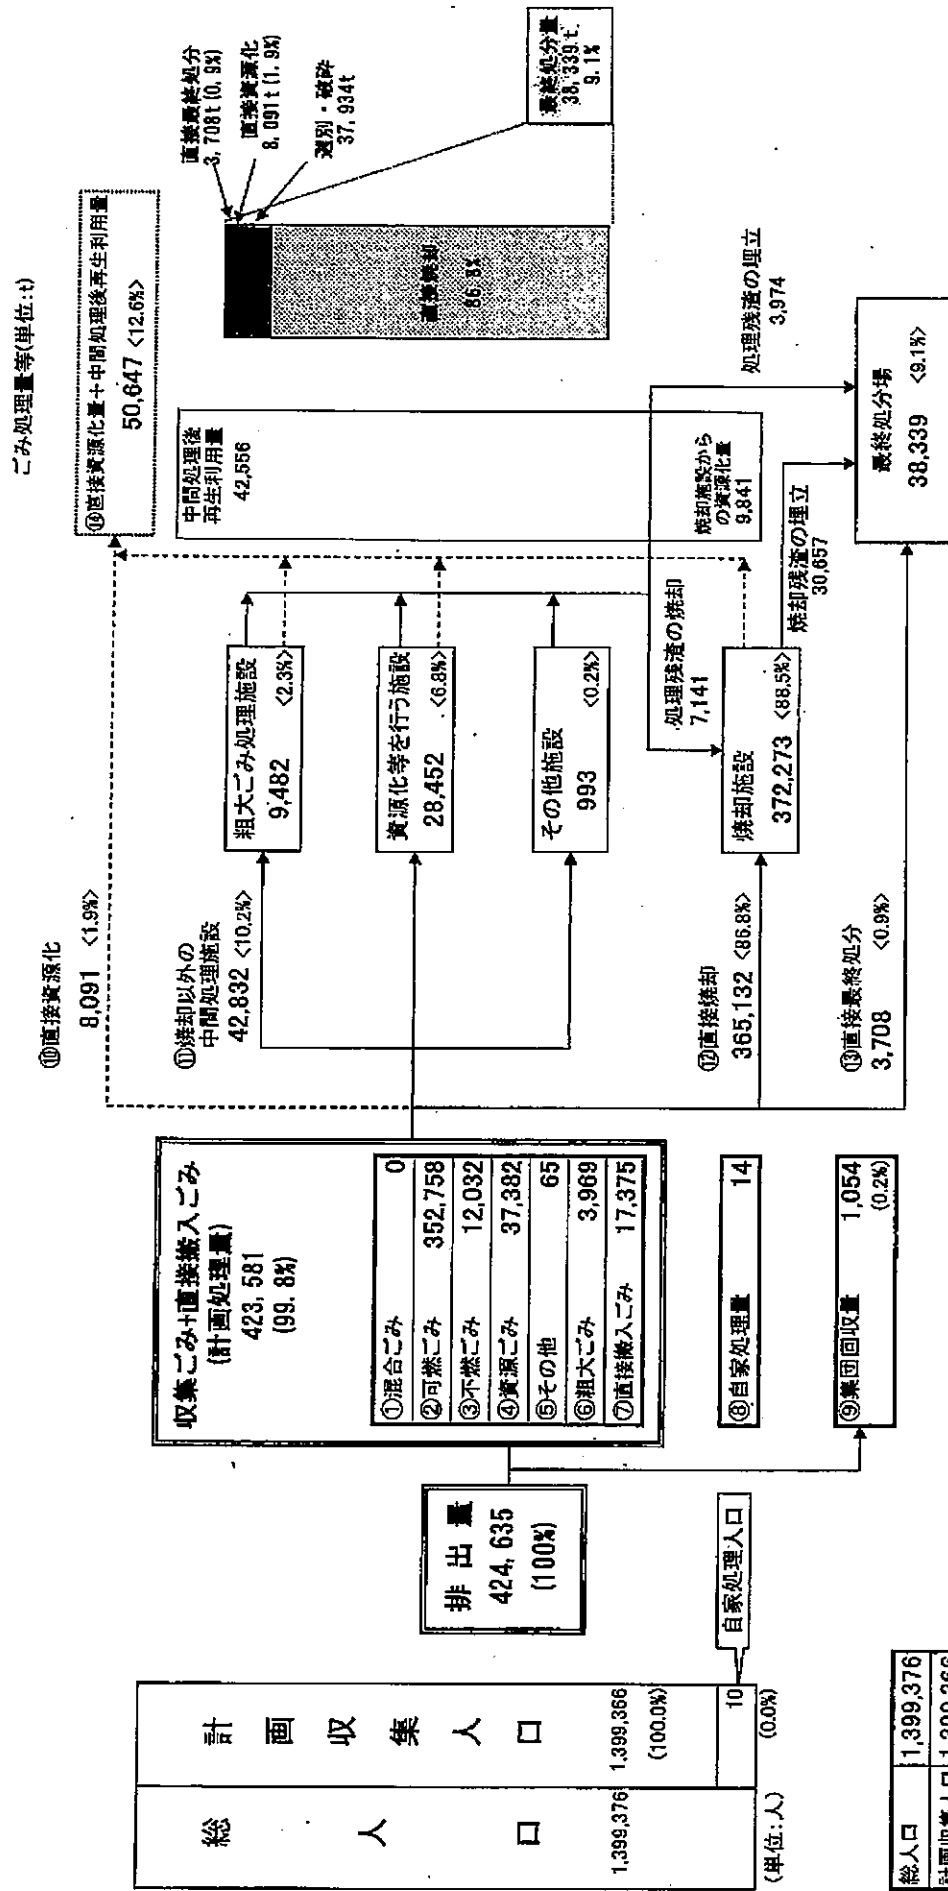 ごみ処理量等(単位:t)
総人口
1,399,376
計画収集人口
1,399,366
(100.0%)
10
(0.0%)
(単位:人)
自家処理人口
排出量
424,635
(100%)
収集ごみ+直接搬入ごみ
(計画処理量)
423,581
(99.8%)
①混合ごみ 0
②可燃ごみ 352,758
③不燃ごみ 12,032
④資源ごみ 37,382
⑤その他 65
⑥粗大ごみ 3,969
⑦直接搬入ごみ 17,375
⑧自家処理量 14
⑨集団回収量 1,054
(0.2%)
⑩直接資源化
8,091 <1.9%>
⑪焼却以外の
中間処理施設
42,832 <10.2%>
⑫直接焼却
365,132 <86.8%>
⑬直接最終処分
3,708 <0.9%>
粗大ごみ処理施設
9,482 <2.3%>
資源化等を行う施設
28,452 <6.8%>
その他施設
993 <0.2%>
処理残渣の焼却
7,141
焼却施設
372,273 <88.5%>
焼却残渣の埋立
30,657
処理残渣の埋立
3,974
最終処分場
38,339 <9.1%>
⑭直接資源化量+中間処理後再生利用量
50,647 <12.6%>
中間処理後
再生利用量
42,556
焼却施設から
の資源化量
9,841
直接最終処分
3,708t(0.9%)
直接資源化
8,091t(1.9%)
選別・破砕
37,934t
直接焼却
86.8%
最終処分量
38,339t.
9.1%
総人口 1,399,376
計画収集人口 1,399,366